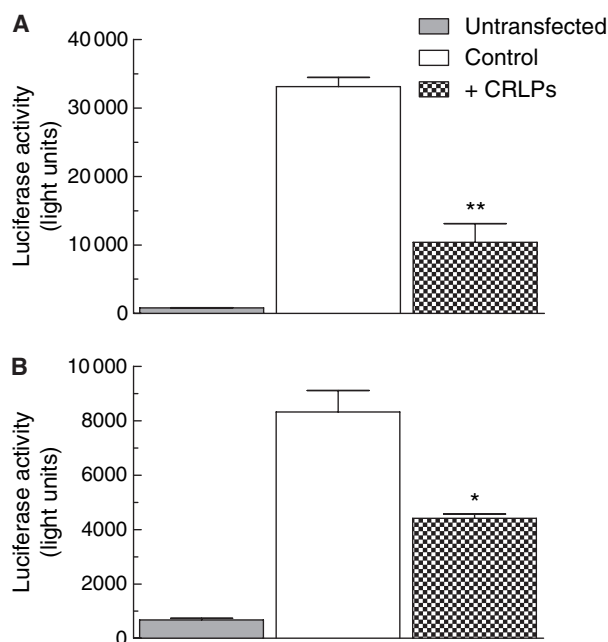 A
Untransfected
Control
+ CRLPs
Luciferase activity
(light units)
40 000
30 000
20 000
10 000
0
**
B
Luciferase activity
(light units)
10 000
8000
6000
4000
2000
0
*